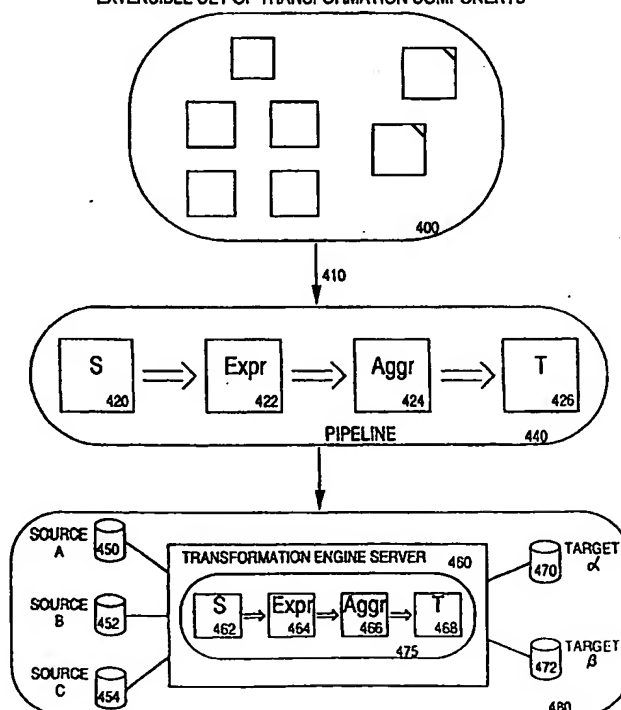 EXTENSIBLE SET OF TRANSFORMATION COMPONENTS
400
410
S
420
Expr
422
Aggr
424
T
426
PIPELINE
440
SOURCE
A
450
SOURCE
B
452
SOURCE
C
454
TRANSFORMATION ENGINE SERVER
460
S
462
Expr
464
Aggr
466
T
468
475
470
TARGET
α
472
TARGET
β
480